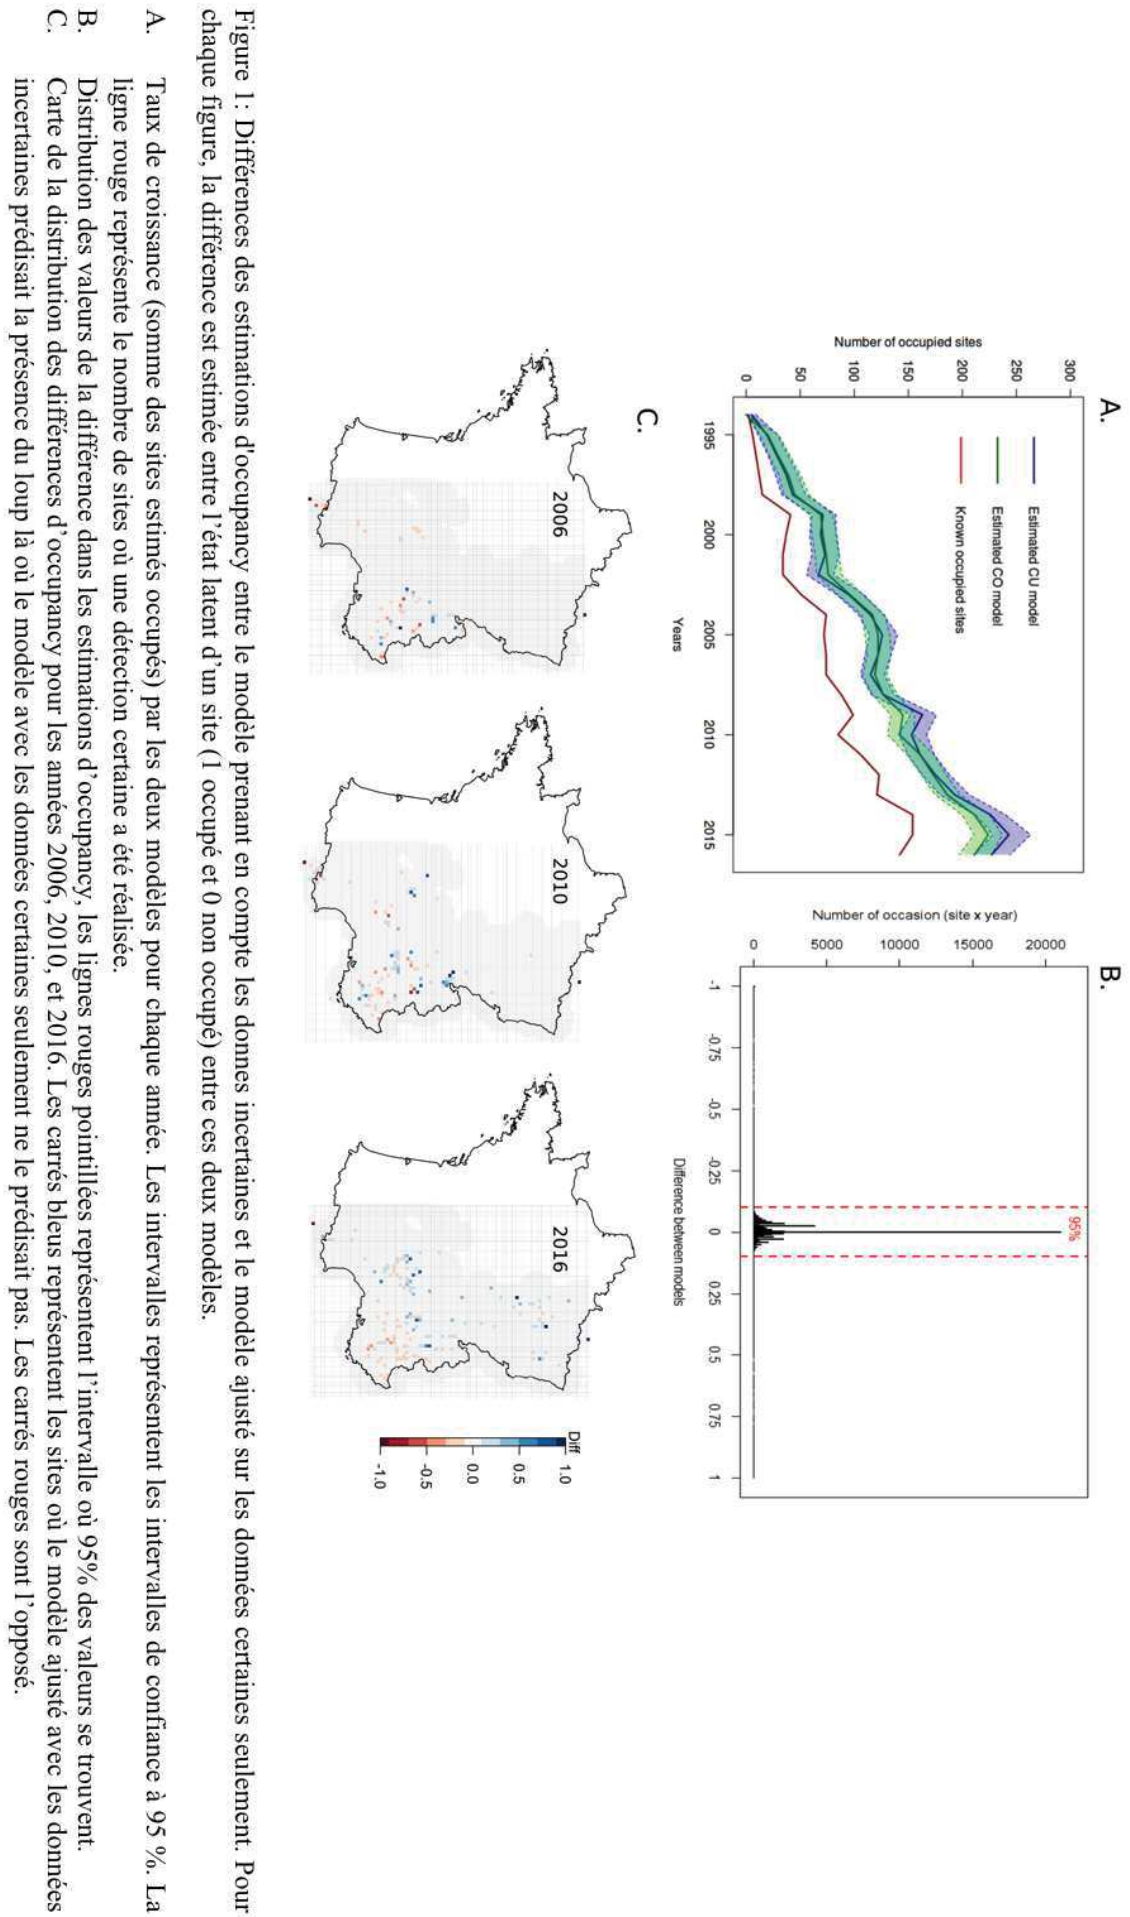 A.
Number of occupied sites
0
50
100
150
200
250
300
Estimated CU model
Estimated CO model
Known occupied sites
1995
2000
2005
2010
2015
Years
B.
Number of occasion (site x year)
0
5000
10000
15000
20000
95%
-1
-0.75
-0.5
-0.25
0
0.25
0.5
0.75
1
Difference between models
C.
2006
2010
2016
Diff
1.0
0.5
0.0
-0.5
-1.0
Figure 1: Différences des estimations d'occupancy entre le modèle prenant en compte les donnes incertaines et le modèle ajusté sur les données certaines seulement. Pour
chaque figure, la différence est estimée entre l'état latent d'un site (1 occupé et 0 non occupé) entre ces deux modèles.
A. Taux de croissance (somme des sites estimés occupés) par les deux modèles pour chaque année. Les intervalles représentent les intervalles de confiance à 95 %. La
ligne rouge représente le nombre de sites où une détection certaine a été réalisée.
B. Distribution des valeurs de la différence dans les estimations d'occupancy, les lignes rouges pointillées représentent l'intervalle où 95% des valeurs se trouvent.
C. Carte de la distribution des différences d'occupancy pour les années 2006, 2010, et 2016. Les carrés bleus représentent les sites où le modèle ajusté avec les données
incertaines prédisait la présence du loup là où le modèle avec les données certaines seulement ne le prédisait pas. Les carrés rouges sont l'opposé.